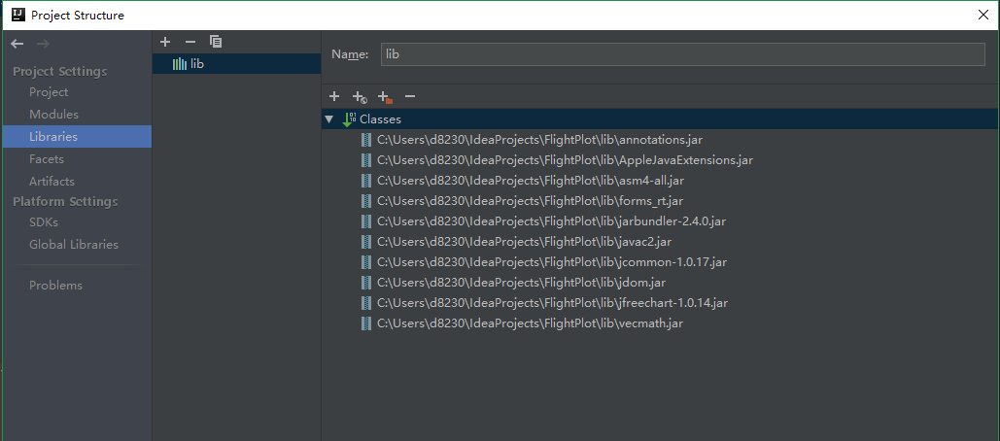 Project Structure
Project Settings
Project
Modules
Libraries
Facets
Artifacts
Platform Settings
SDKs
Global Libraries
Problems
lib
Name: lib
Classes
C:\Users\d8230\IdeaProjects\FlightPlot\lib\annotations.jar
C:\Users\d8230\IdeaProjects\FlightPlot\lib\AppleJavaExtensions.jar
C:\Users\d8230\IdeaProjects\FlightPlot\lib\asm4-all.jar
C:\Users\d8230\IdeaProjects\FlightPlot\lib\forms_rt.jar
C:\Users\d8230\IdeaProjects\FlightPlot\lib\jarbundler-2.4.0.jar
C:\Users\d8230\IdeaProjects\FlightPlot\lib\javac2.jar
C:\Users\d8230\IdeaProjects\FlightPlot\lib\jcommon-1.0.17.jar
C:\Users\d8230\IdeaProjects\FlightPlot\lib\jdom.jar
C:\Users\d8230\IdeaProjects\FlightPlot\lib\jfreechart-1.0.14.jar
C:\Users\d8230\IdeaProjects\FlightPlot\lib\vecmath.jar